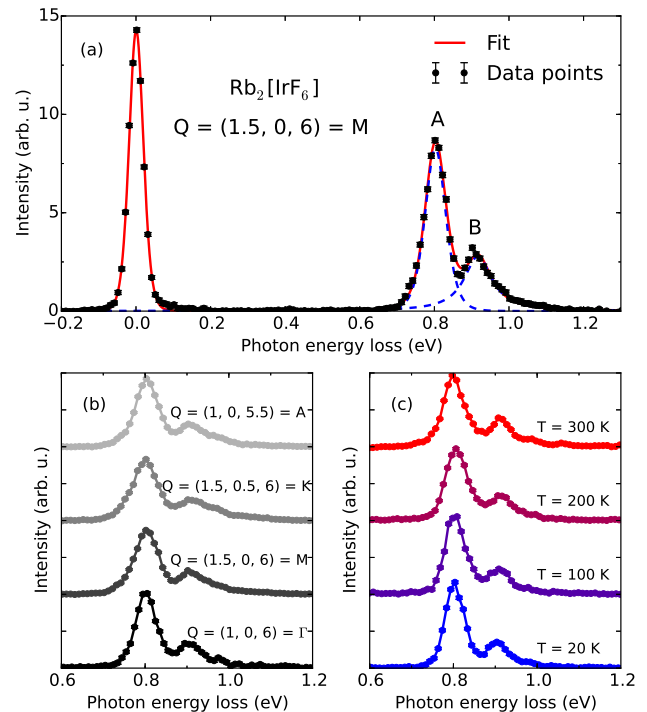 (a)
Fit
Data points
Rb₂[IrF₆]
Q = (1.5, 0, 6) = M
A
B
15
10
5
0
Intensity (arb. u.)
−0.2 0.0 0.2 0.4 0.6 0.8 1.0 1.2
Photon energy loss (eV)
(b)
Q = (1, 0, 5.5) = A
Q = (1.5, 0.5, 6) = K
Q = (1.5, 0, 6) = M
Q = (1, 0, 6) = Γ
Intensity (arb. u.)
0.6 0.8 1.0 1.2
Photon energy loss (eV)
(c)
T = 300 K
T = 200 K
T = 100 K
T = 20 K
Intensity (arb. u.)
0.6 0.8 1.0 1.2
Photon energy loss (eV)